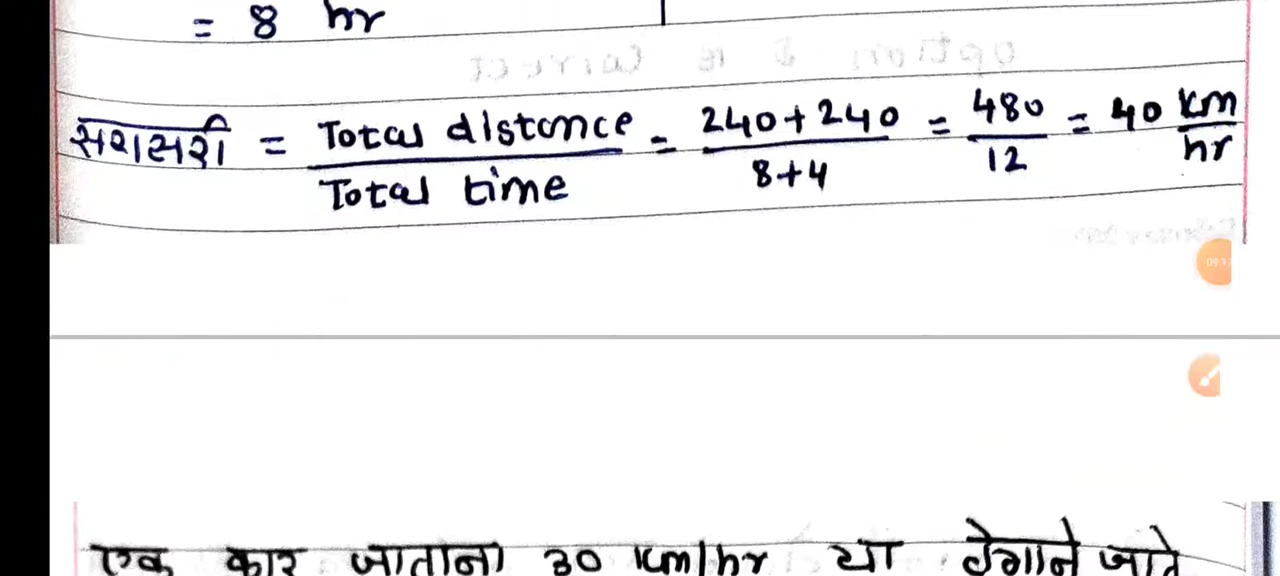 = 8 hr
सरासरी = Total distance / Total time = 240+240 / 8+4 = 480 / 12 = 40 km / hr
एक कार जाताना 30 km/hr या वेगाने जाते